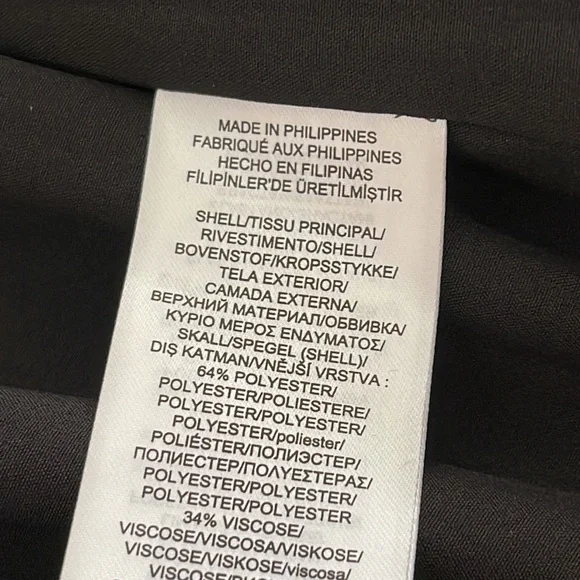 MADE IN PHILIPPINES
FABRIQUÉ AUX PHILIPPINES
HECHO EN FILIPINAS
FİLİPİNLER'DE ÜRETİLMİŞTİR
SHELL/TISSU PRINCIPAL/
RIVESTIMENTO/SHELL/
BOVENSTOF/KROPSSTYKKE/
TELA EXTERIOR/
CAMADA EXTERNA/
ВЕРХНИЙ МАТЕРИАЛ/ОБВИВКА/
ΚΥΡΙΟ ΜΕΡΟΣ ΕΝΔΥΜΑΤΟΣ/
SKALL/SPEGEL (SHELL)/
DIŞ KATMAN/VNĚJŠÍ VRSTVA :
64% POLYESTER/
POLYESTER/POLIESTERE/
POLYESTER/POLYESTER/
POLYESTER/poliester/
POLIÉSTER/ПОЛИЭСТЕР/
ПОЛИЕСТЕР/ΠΟΛΥΕΣΤΕΡΑΣ/
POLYESTER/POLYESTER/
POLYESTER/POLYESTER
34% VISCOSE/
VISCOSE/VISCOSA/VISKOSE/
VISCOSE/VISKOSE/viscosa/